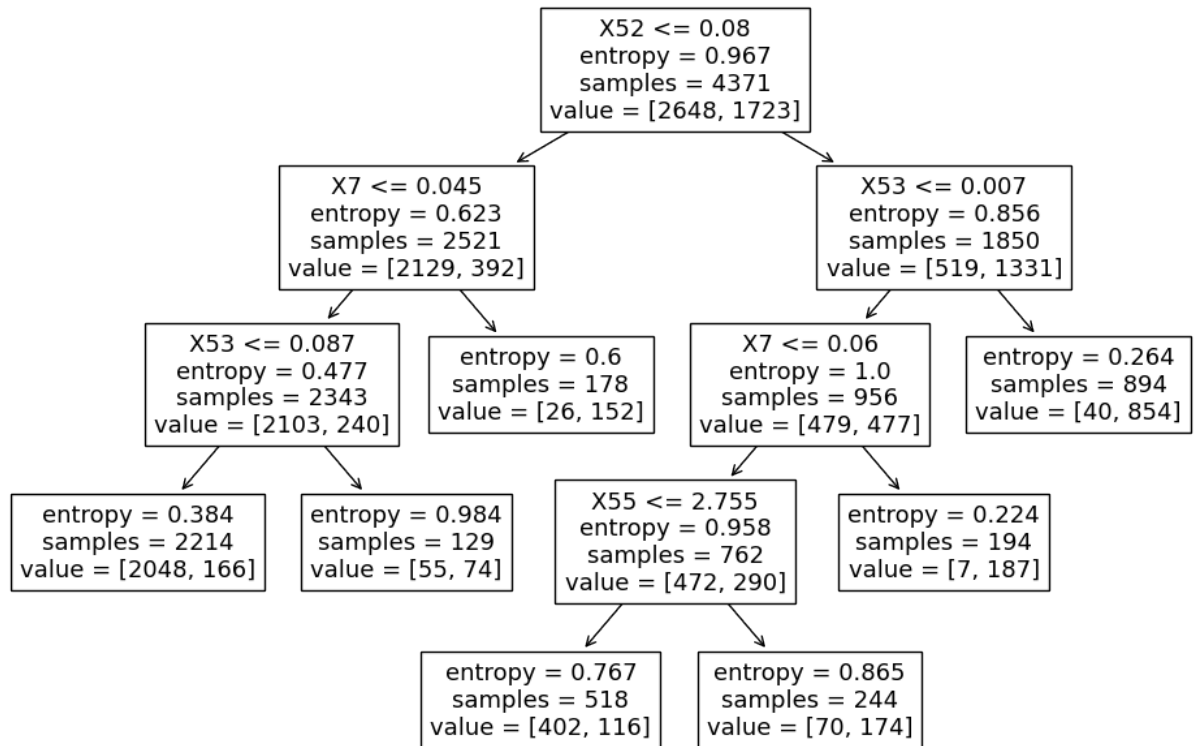 X52 <= 0.08
entropy = 0.967
samples = 4371
value = [2648, 1723]
X7 <= 0.045
entropy = 0.623
samples = 2521
value = [2129, 392]
X53 <= 0.007
entropy = 0.856
samples = 1850
value = [519, 1331]
X53 <= 0.087
entropy = 0.477
samples = 2343
value = [2103, 240]
entropy = 0.6
samples = 178
value = [26, 152]
X7 <= 0.06
entropy = 1.0
samples = 956
value = [479, 477]
entropy = 0.264
samples = 894
value = [40, 854]
entropy = 0.384
samples = 2214
value = [2048, 166]
entropy = 0.984
samples = 129
value = [55, 74]
X55 <= 2.755
entropy = 0.958
samples = 762
value = [472, 290]
entropy = 0.224
samples = 194
value = [7, 187]
entropy = 0.767
samples = 518
value = [402, 116]
entropy = 0.865
samples = 244
value = [70, 174]